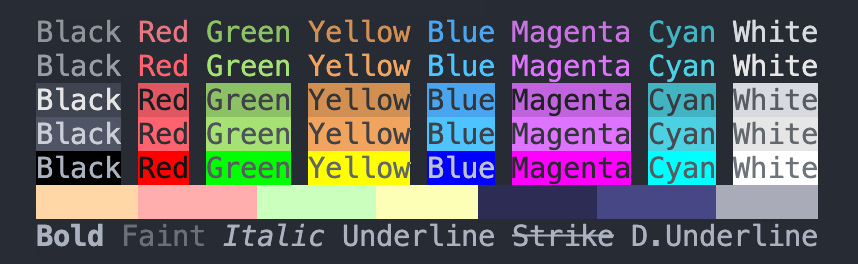 Black Red Green Yellow Blue Magenta Cyan White
Black Red Green Yellow Blue Magenta Cyan White
Black Red Green Yellow Blue Magenta Cyan White
Black Red Green Yellow Blue Magenta Cyan White
Black Red Green Yellow Blue Magenta Cyan White
Bold Faint Italic Underline Strike D.Underline